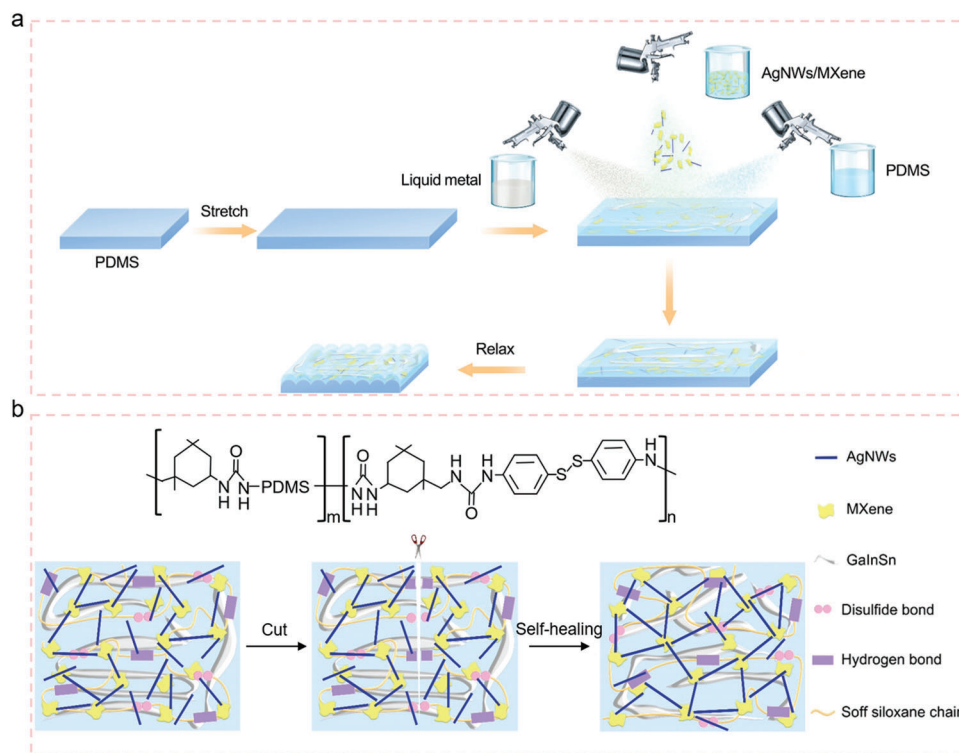 a
AgNWs/MXene
Liquid metal
PDMS
Stretch
PDMS
Relax
b
O
N
H
N
H
PDMS
m
O
N
H
N
H
H
N
H
N
O
S
S
H
N
n
AgNWs
MXene
GaInSn
Disulfide bond
Hydrogen bond
Soff siloxane chain
Cut
Self-healing